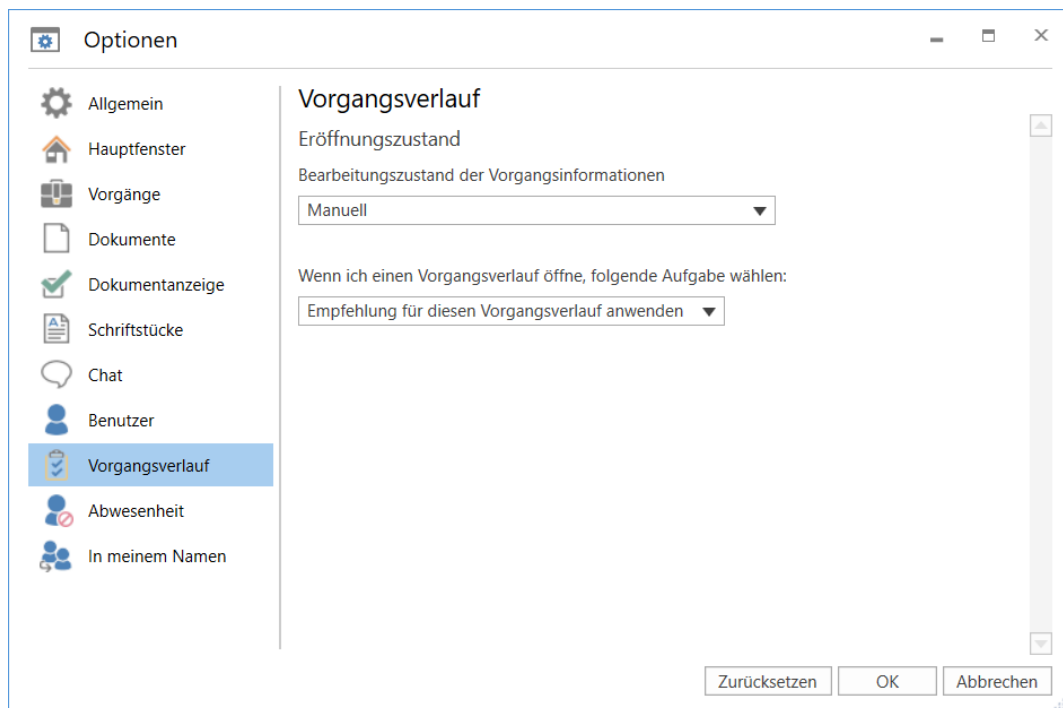 Optionen
Allgemein
Hauptfenster
Vorgänge
Dokumente
Dokumentanzeige
Schriftstücke
Chat
Benutzer
Vorgangsverlauf
Abwesenheit
In meinem Namen
Vorgangsverlauf
Eröffnungszustand
Bearbeitungszustand der Vorgangsinformationen
Manuell
Wenn ich einen Vorgangsverlauf öffne, folgende Aufgabe wählen:
Empfehlung für diesen Vorgangsverlauf anwenden
Zurücksetzen OK Abbrechen